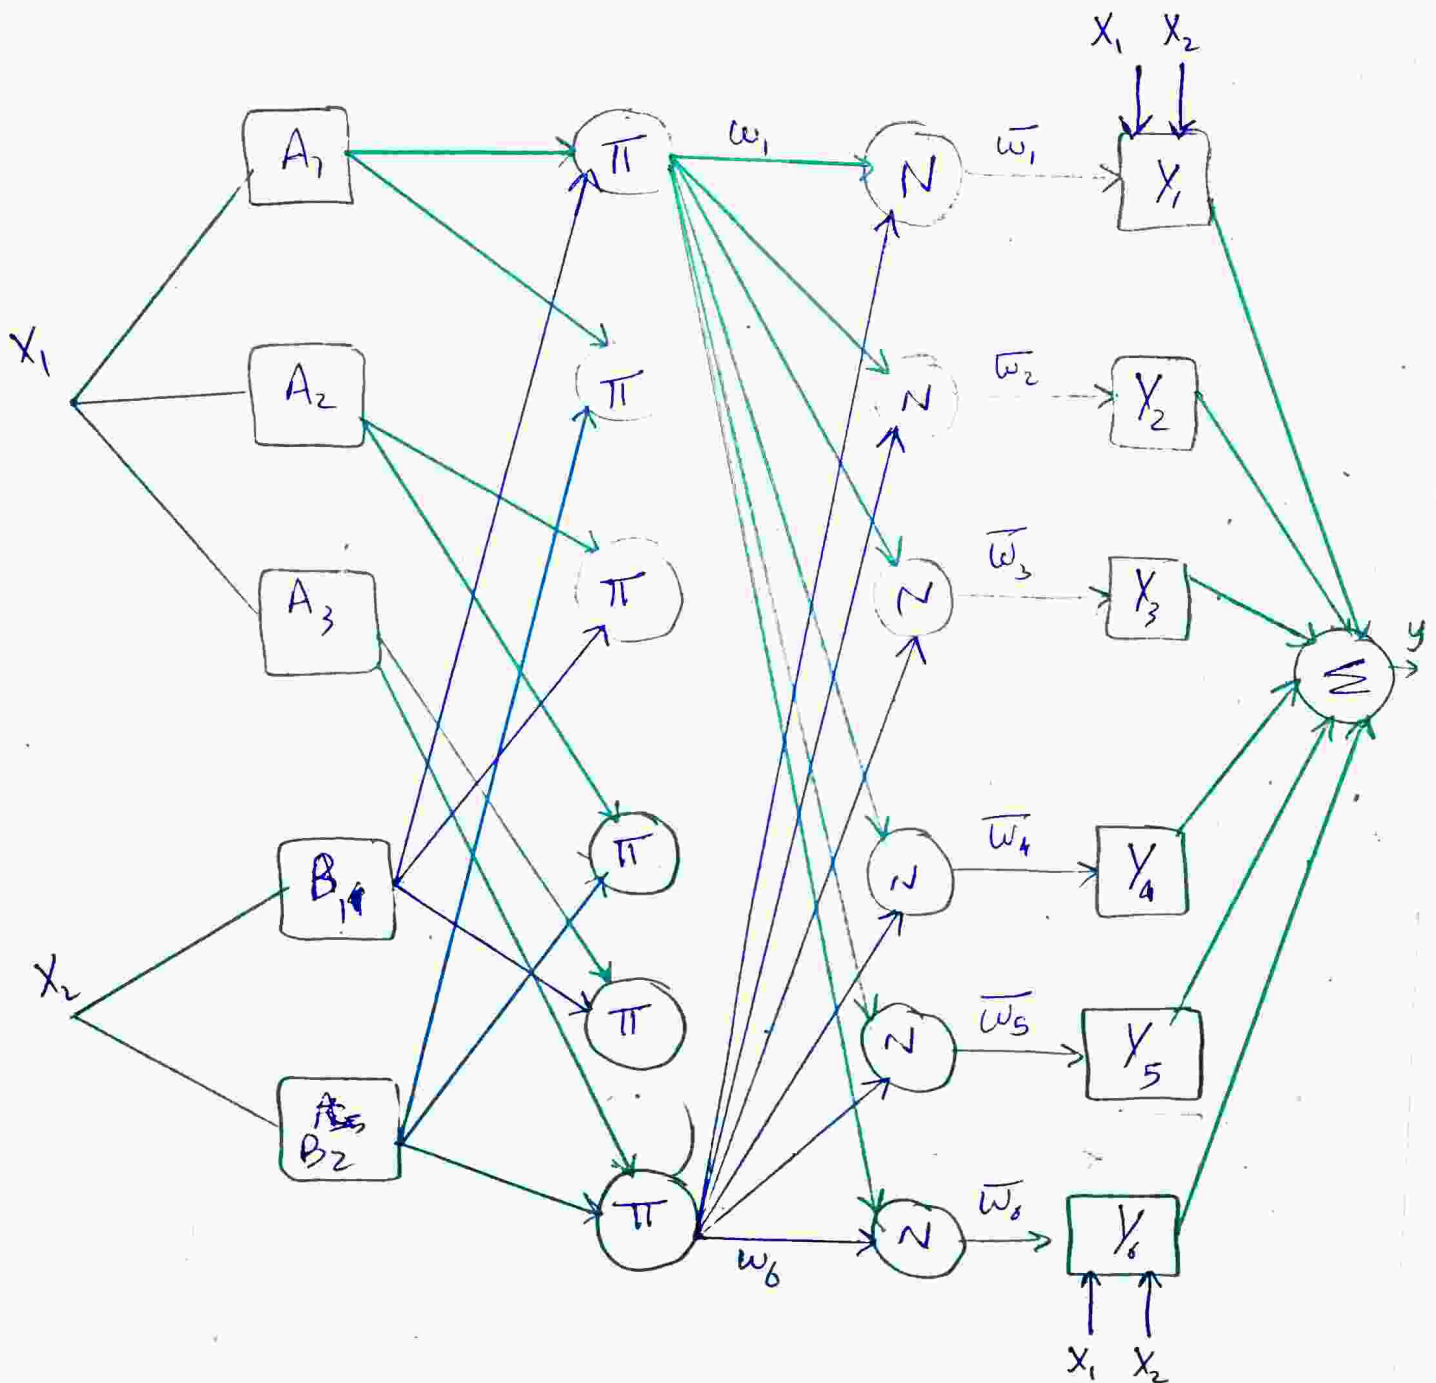 X₁ X₂
A₁ Π w₁ N w̅₁ Y₁
X₁
A₂ Π N w̅₂ Y₂
A₃ Π N w̅₃ Y₃
Σ y
B₁ Π N w̅₄ Y₄
X₂
Π N w̅₅ Y₅
B₂ Π N w̅₆ Y₆
w₆
X₁ X₂